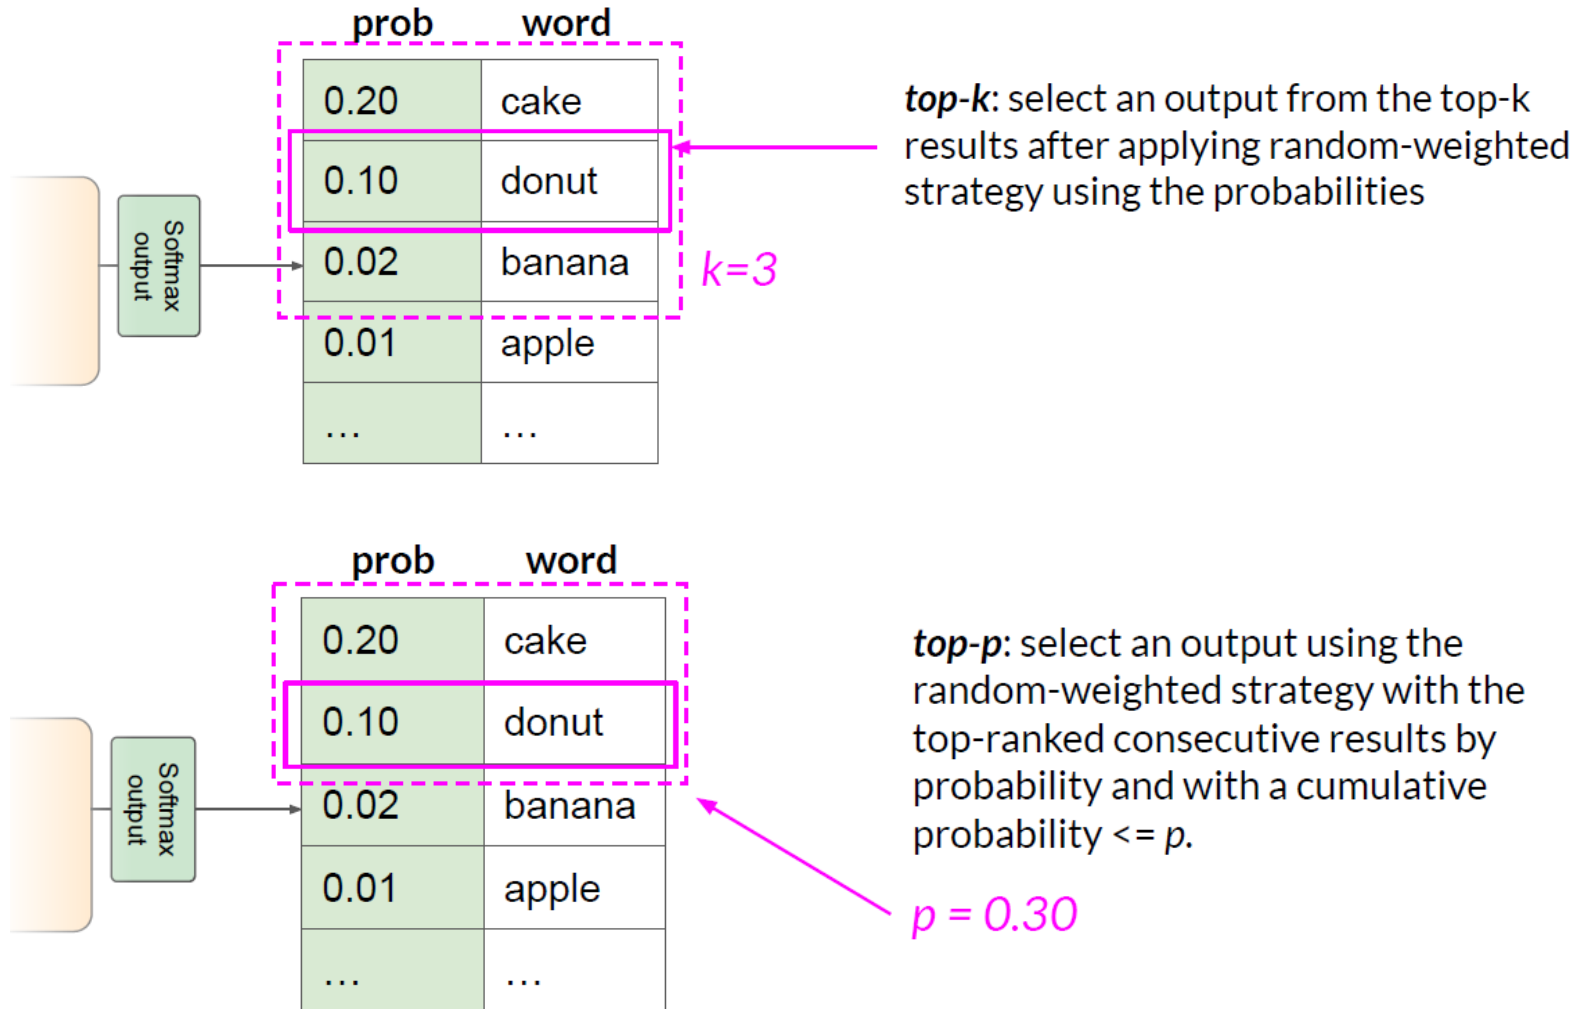 prob word
0.20 cake
0.10 donut
0.02 banana
0.01 apple
... ...
Softmax
output
k=3
top-k: select an output from the top-k
results after applying random-weighted
strategy using the probabilities
prob word
0.20 cake
0.10 donut
0.02 banana
0.01 apple
... ...
Softmax
output
top-p: select an output using the
random-weighted strategy with the
top-ranked consecutive results by
probability and with a cumulative
probability <= p.
p = 0.30